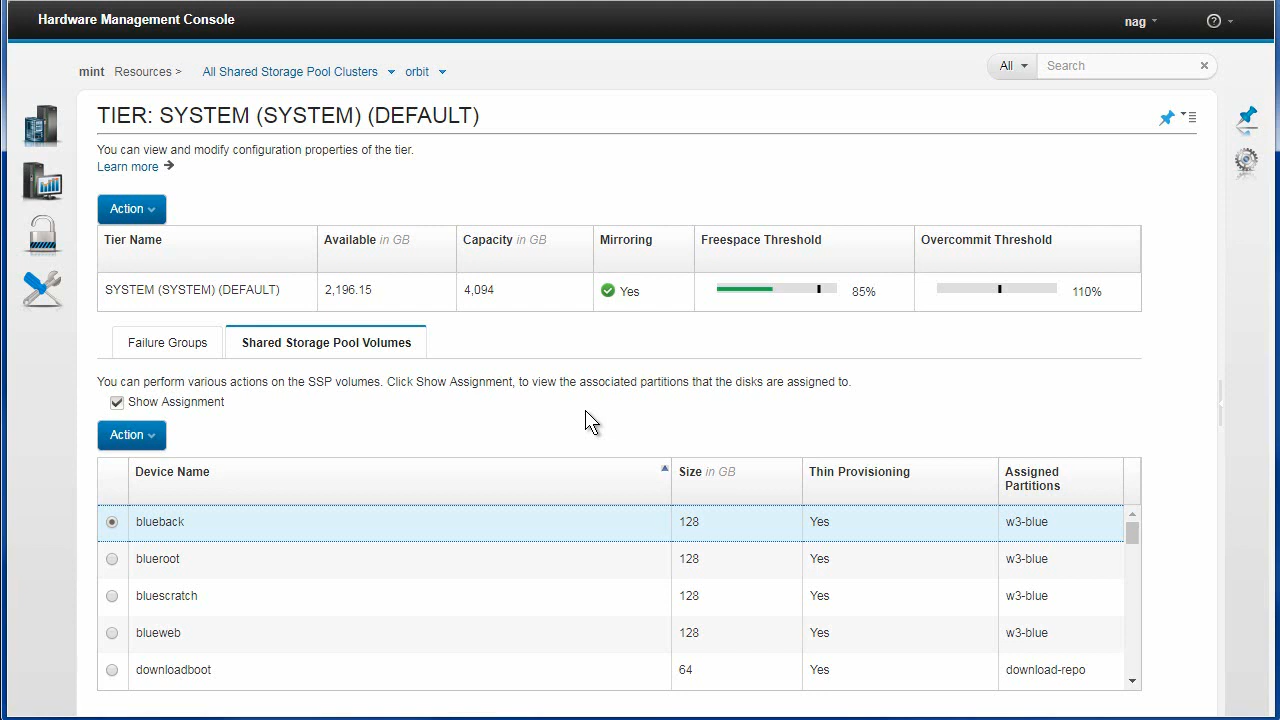 Hardware Management Console
nag
mint Resources > All Shared Storage Pool Clusters orbit
All Search
TIER: SYSTEM (SYSTEM) (DEFAULT)
You can view and modify configuration properties of the tier.
Learn more
Action
Tier Name Available in GB Capacity in GB Mirroring Freespace Threshold Overcommit Threshold
SYSTEM (SYSTEM) (DEFAULT) 2,196.15 4,094 Yes 85% 110%
Failure Groups Shared Storage Pool Volumes
You can perform various actions on the SSP volumes. Click Show Assignment, to view the associated partitions that the disks are assigned to.
Show Assignment
Action
Device Name Size in GB Thin Provisioning Assigned
Partitions
blueback 128 Yes w3-blue
blueroot 128 Yes w3-blue
bluescratch 128 Yes w3-blue
blueweb 128 Yes w3-blue
downloadboot 64 Yes download-repo